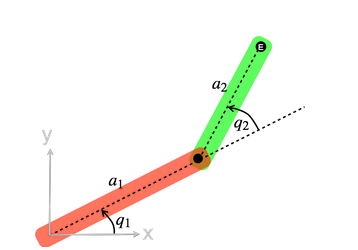 E
a₂
q₂
y
a₁
q₁
x